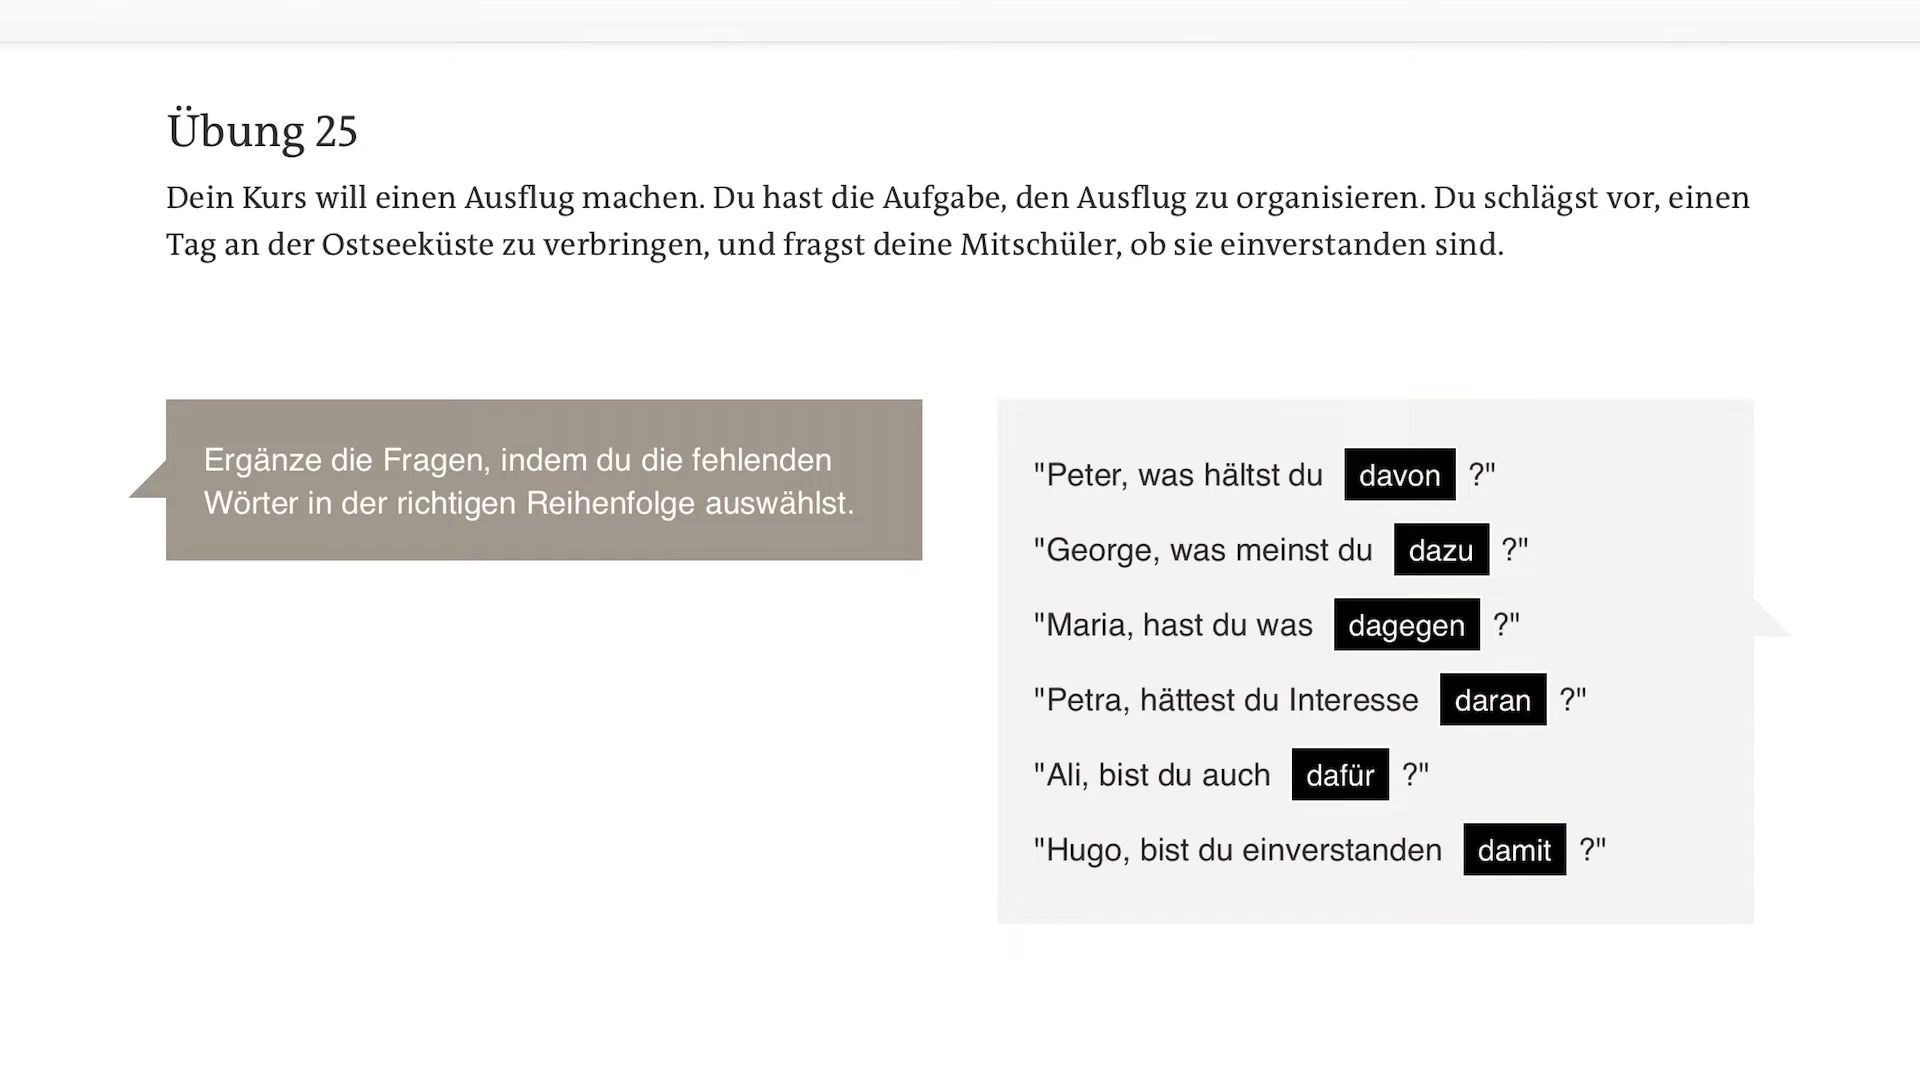 Übung 25
Dein Kurs will einen Ausflug machen. Du hast die Aufgabe, den Ausflug zu organisieren. Du schlägst vor, einen
Tag an der Ostseeküste zu verbringen, und fragst deine Mitschüler, ob sie einverstanden sind.
Ergänze die Fragen, indem du die fehlenden
Wörter in der richtigen Reihenfolge auswählst.
"Peter, was hältst du davon ?"
"George, was meinst du dazu ?"
"Maria, hast du was dagegen ?"
"Petra, hättest du Interesse daran ?"
"Ali, bist du auch dafür ?"
"Hugo, bist du einverstanden damit ?"